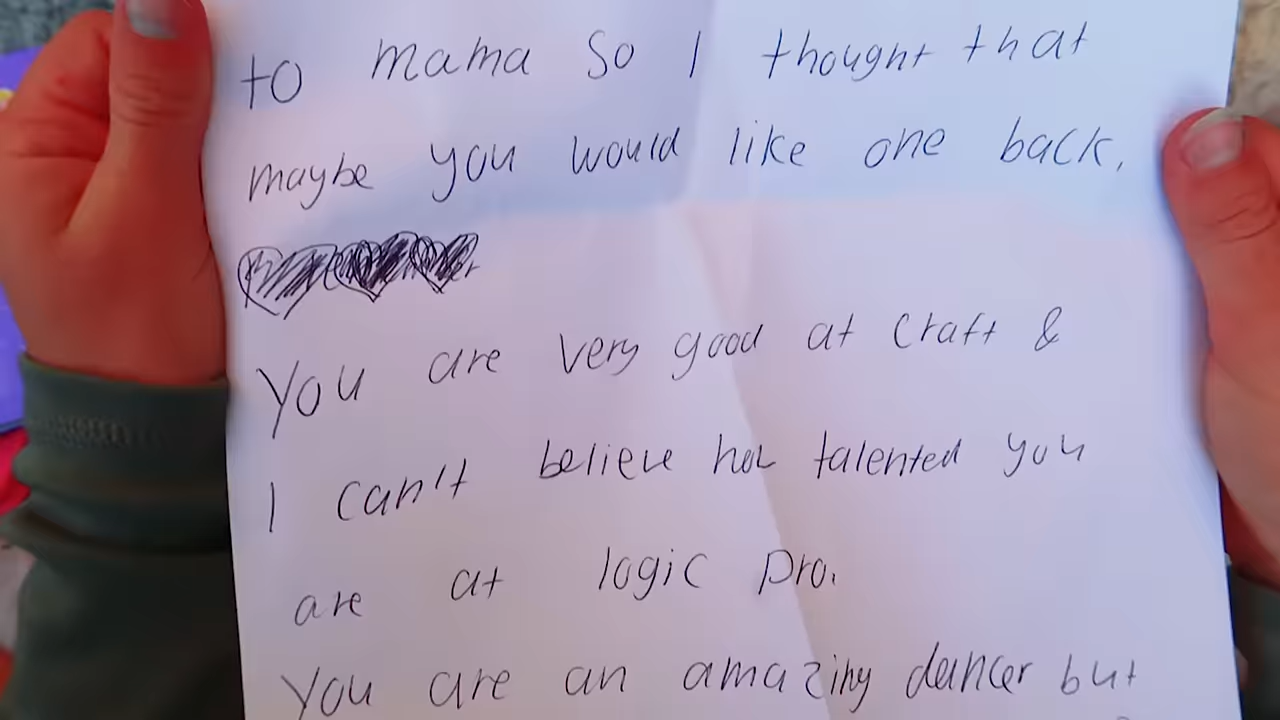 to mama so I thought that
maybe you would like one back.
You are very good at craft &
I can't believe how talented you
are at logic pro.
You are an amazing dancer but